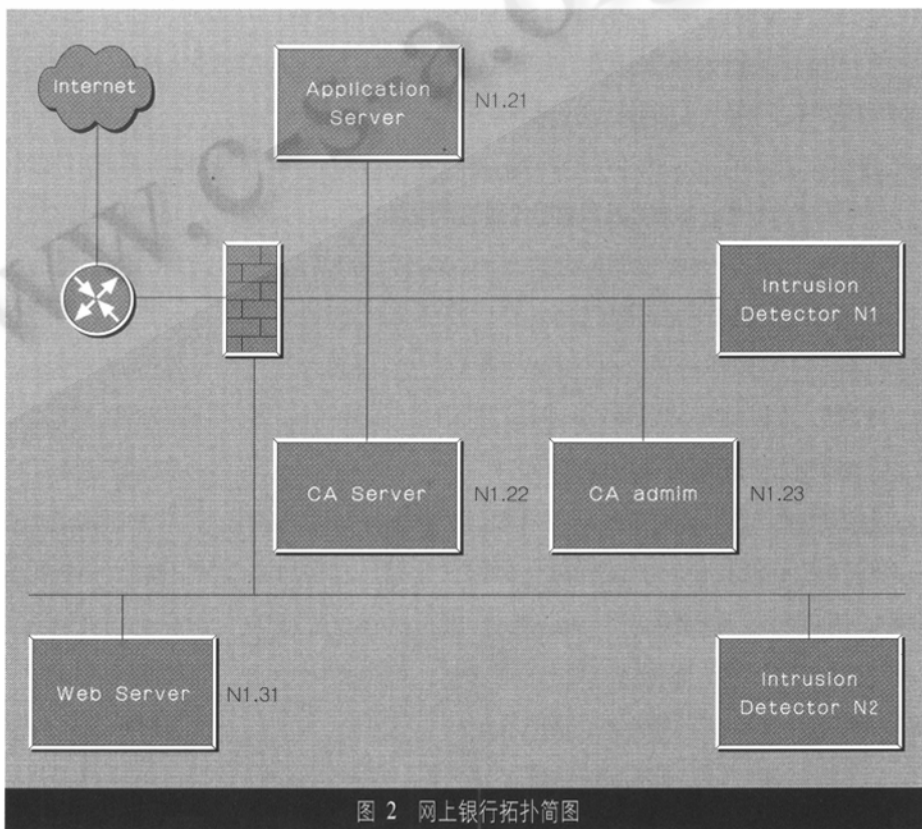 www.c-s-a.o
Internet
Application
Server
N1.21
Intrusion
Detector N1
CA Server
N1.22
CA admim
N1.23
Web Server
N1.31
Intrusion
Detector N2
图 2 网上银行拓扑简图